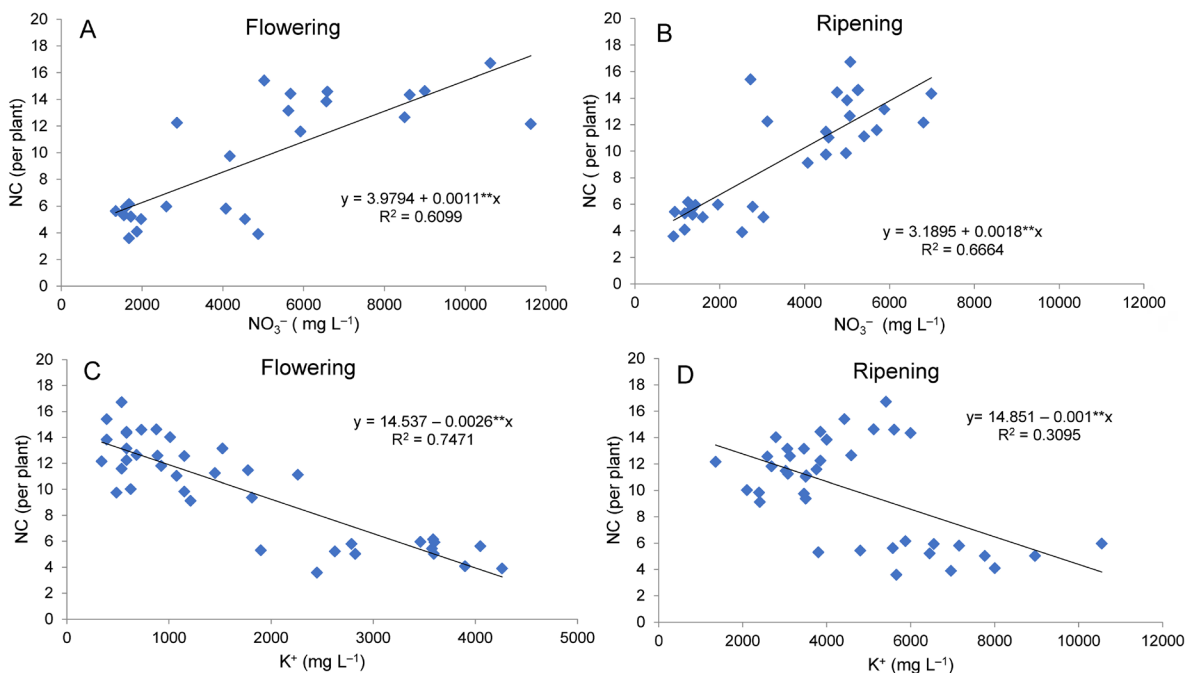 A
Flowering
NC (per plant)
20
18
16
14
12
10
8
6
4
2
0
y = 3.9794 + 0.0011**x
R² = 0.6099
0 2000 4000 6000 8000 10000 12000
NO₃⁻ ( mg L⁻¹)
B
Ripening
NC ( per plant)
20
18
16
14
12
10
8
6
4
2
0
y = 3.1895 + 0.0018**x
R² = 0.6664
0 2000 4000 6000 8000 10000 12000
NO₃⁻ (mg L⁻¹)
C
Flowering
NC (per plant)
20
18
16
14
12
10
8
6
4
2
0
y = 14.537 – 0.0026**x
R² = 0.7471
0 1000 2000 3000 4000 5000
K⁺ (mg L⁻¹)
D
Ripening
NC (per plant)
20
18
16
14
12
10
8
6
4
2
0
y= 14.851 – 0.001**x
R² = 0.3095
0 2000 4000 6000 8000 10000 12000
K⁺ (mg L⁻¹)